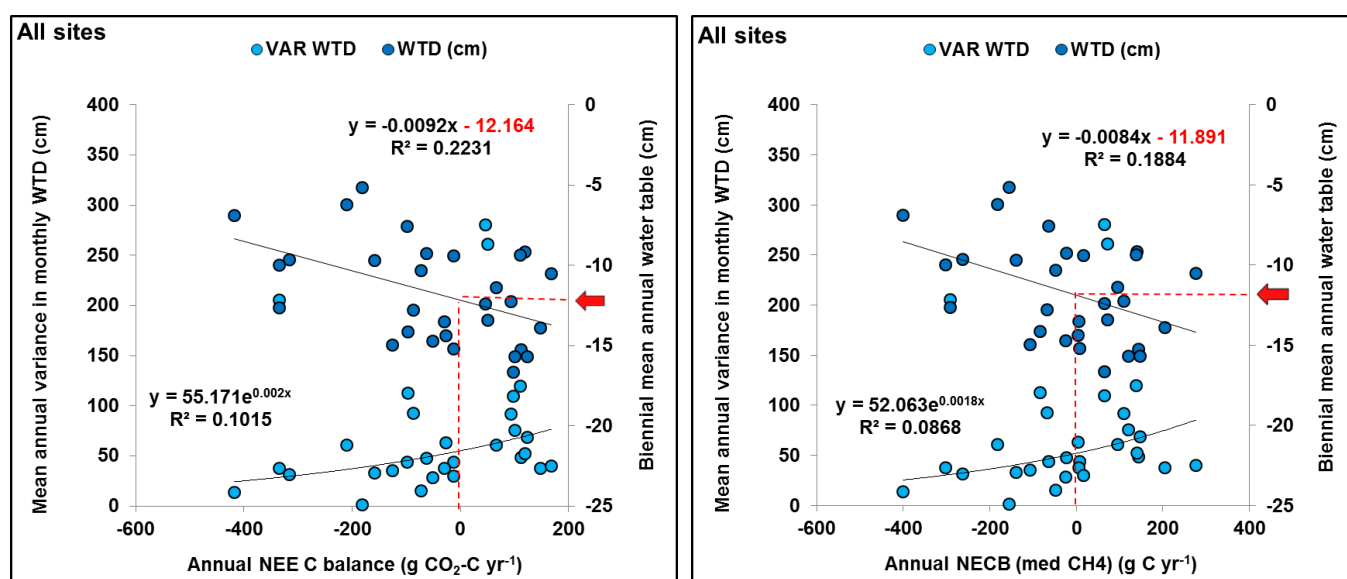 All sites
VAR WTD WTD (cm)
Mean annual variance in monthly WTD (cm)
400
350
300
250
200
150
100
50
0
y = -0.0092x - 12.164
R² = 0.2231
y = 55.171e^0.002x
R² = 0.1015
0
-5
-10
-15
-20
-25
Biennial mean annual water table (cm)
-600 -400 -200 0 200
Annual NEE C balance (g CO₂-C yr⁻¹)
All sites
VAR WTD WTD (cm)
Mean annual variance in monthly WTD (cm)
400
350
300
250
200
150
100
50
0
y = -0.0084x - 11.891
R² = 0.1884
y = 52.063e^0.0018x
R² = 0.0868
0
-5
-10
-15
-20
-25
Biennial mean annual water table (cm)
-600 -400 -200 0 200 400
Annual NECB (med CH4) (g C yr⁻¹)